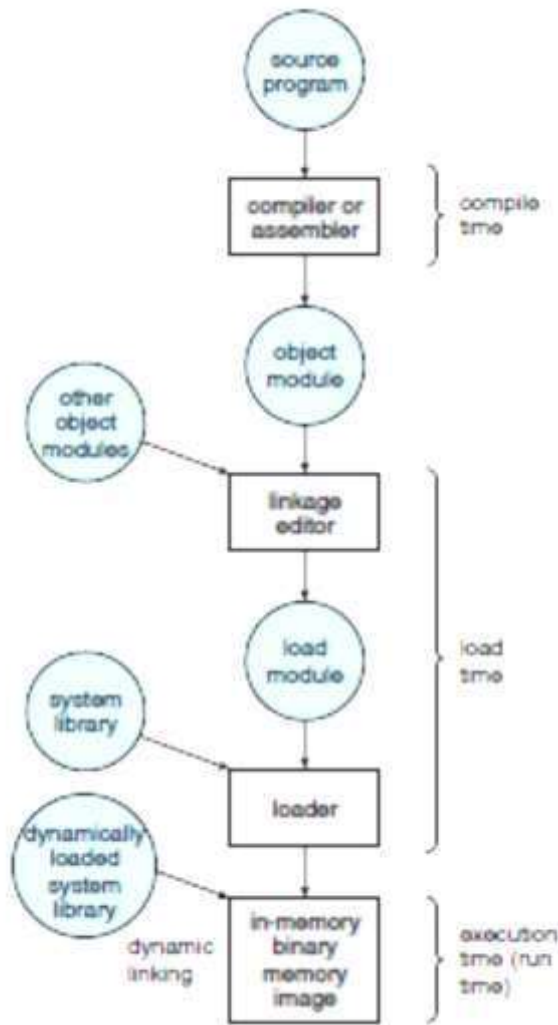 source
program
compiler or
assembler
compile
time
object
module
other
object
modules
linkage
editor
load
module
load
time
system
library
loader
dynamically
loaded
system
library
dynamic
linking
in-memory
binary
memory
image
execution
time (run
time)